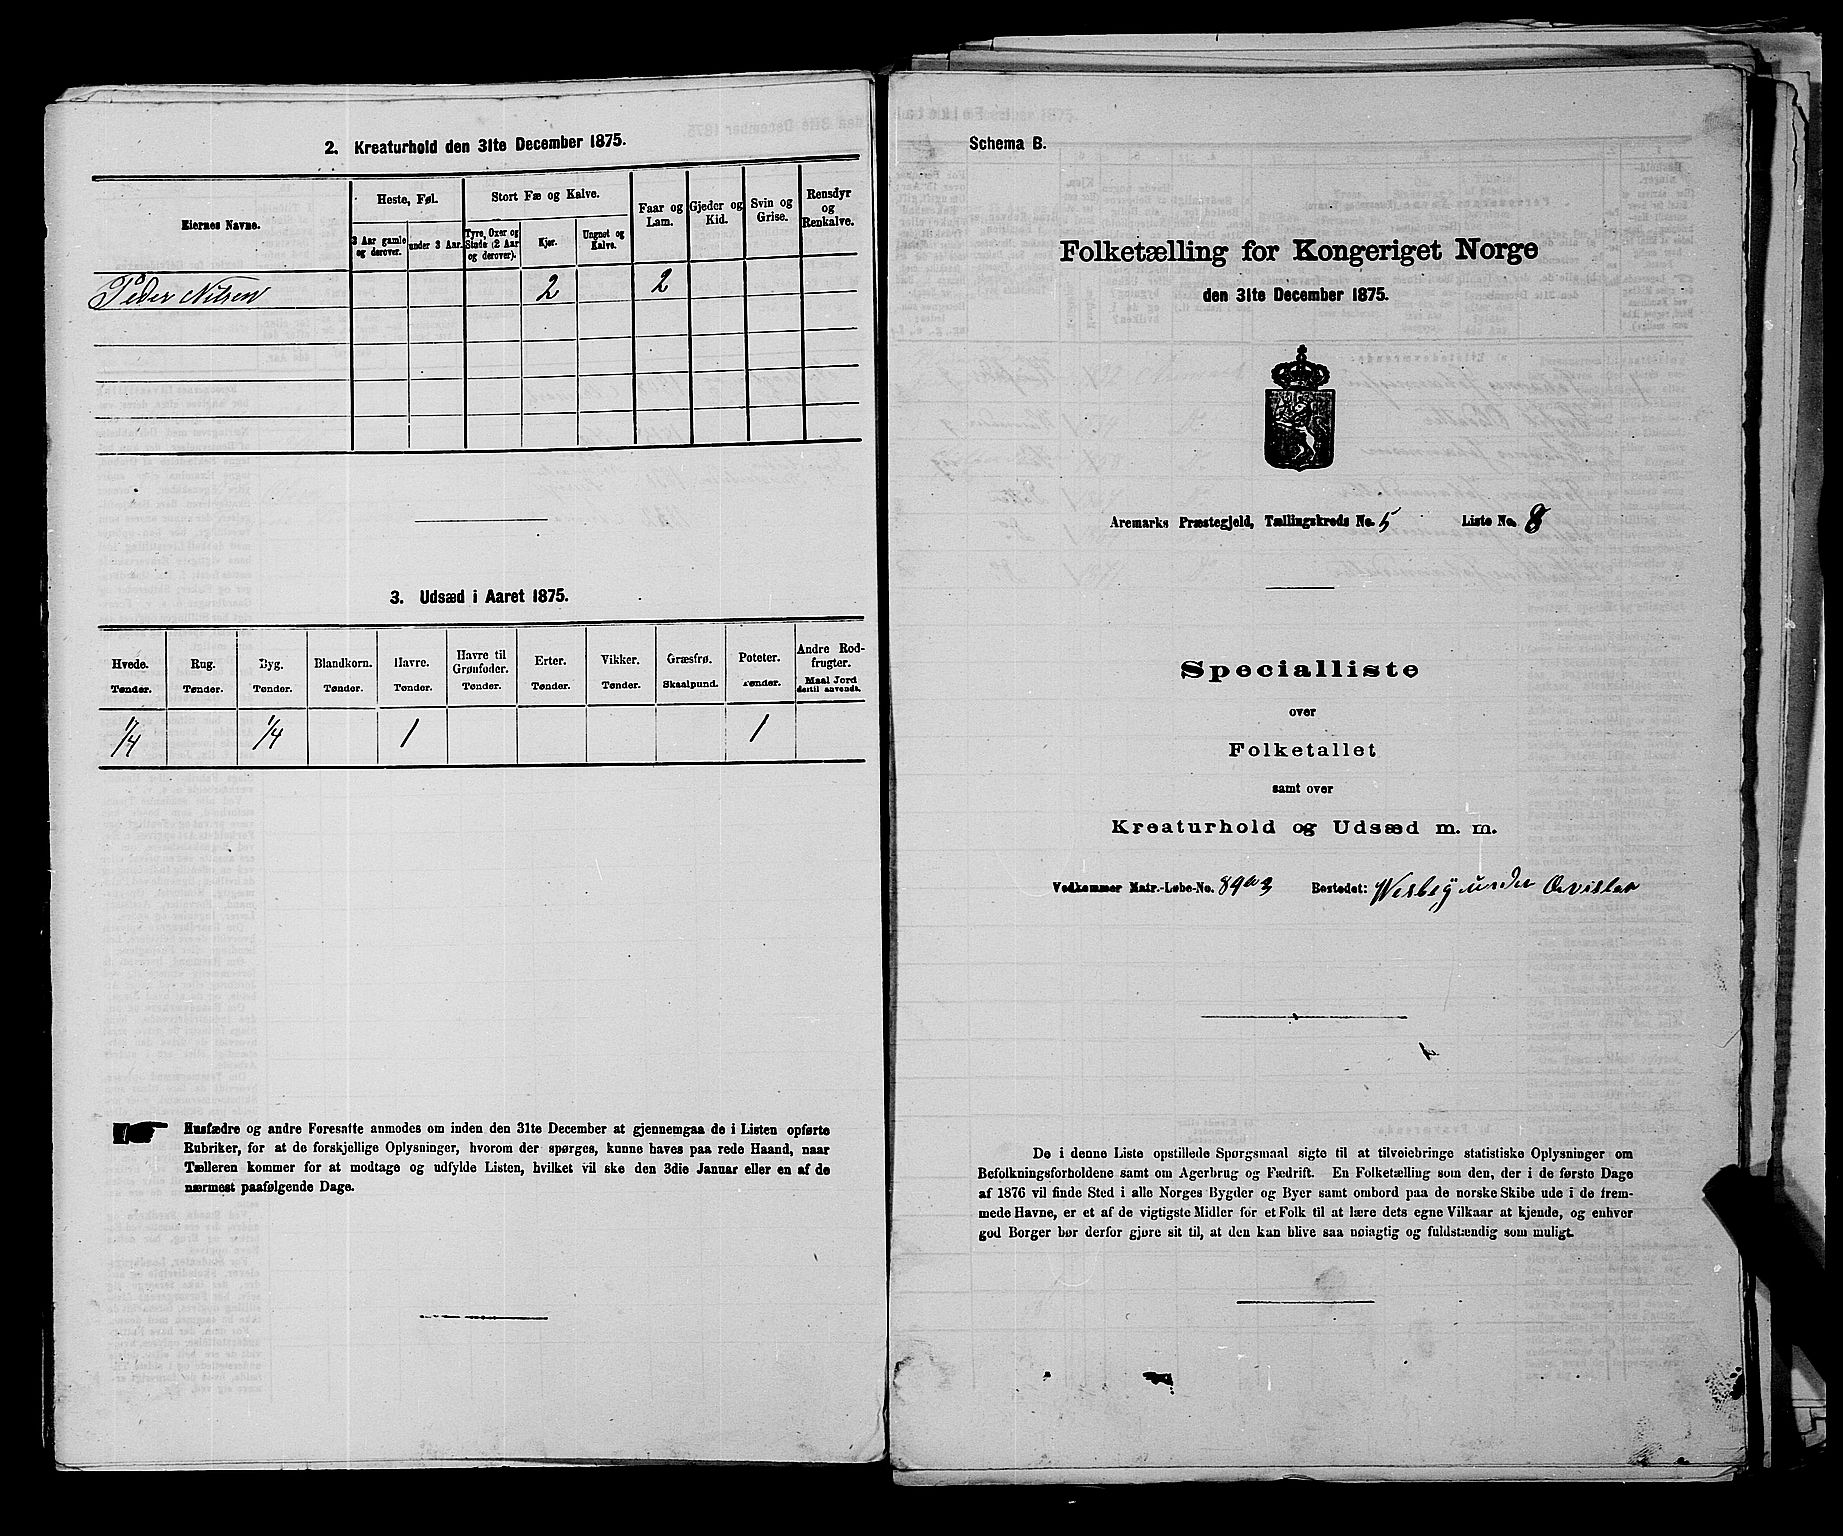 2. Kreaturhold den 31te December 1875.
Eiernes Navne.
Heste, Føl.
Stort Fæ og Kalve.
Faar og Lam.
Gjeder og Kid.
Svin og Grise.
Rensdyr og Renkalve.
3 Aar gamle og derover.
under 3 Aar.
Tyre, Oxer og Stude (2 Aar og derover).
Kjør.
Ungnøt og Kalve.
Peder Nilsen 2 2
3. Udsæd i Aaret 1875.
Hvede. Rug. Byg. Blandkorn. Havre. Havre til Grønfoder. Erter. Vikker. Græsfrø. Poteter. Andre Rodfrugter.
Tønder. Tønder. Tønder. Tønder. Tønder. Tønder. Tønder. Tønder. Skaalpund. Tønder. Maal Jord dertil anvendt.
1/4 1/4 1 1
Husfædre og andre Foresatte anmodes om inden den 31te December at gjennemgaa de i Listen opførte
Rubriker, for at de forskjellige Oplysninger, hvorom der spørges, kunne haves paa rede Haand, naar
Tælleren kommer for at modtage og udfylde Listen, hvilket vil ske den 3die Januar eller en af de
nærmest paafølgende Dage.
Schema B.
Folketælling for Kongeriget Norge
den 31te December 1875.
Aremarks Præstegjeld, Tællingskreds No. 5 Liste No. 8
Specialliste
over
Folketallet
samt over
Kreaturhold og Udsæd m. m.
Vedkommer Matr.-Løbe-No. 89 Bostedet: Wesbey under
De i denne Liste opstillede Spørgsmaal sigte til at tilveiebringe statistiske Oplysninger om
Befolkningsforholdene samt om Agerbrug og Fædrift. En Folketælling som den, der i de første Dage
af 1876 vil finde Sted i alle Norges Bygder og Byer samt ombord paa de norske Skibe ude i de frem-
mede Havne, er et af de vigtigste Midler for et Folk til at lære dets egne Vilkaar at kjende, og enhver
god Borger bør derfor gjøre sit til, at den kan blive saa nøiagtig og fuldstændig som muligt.